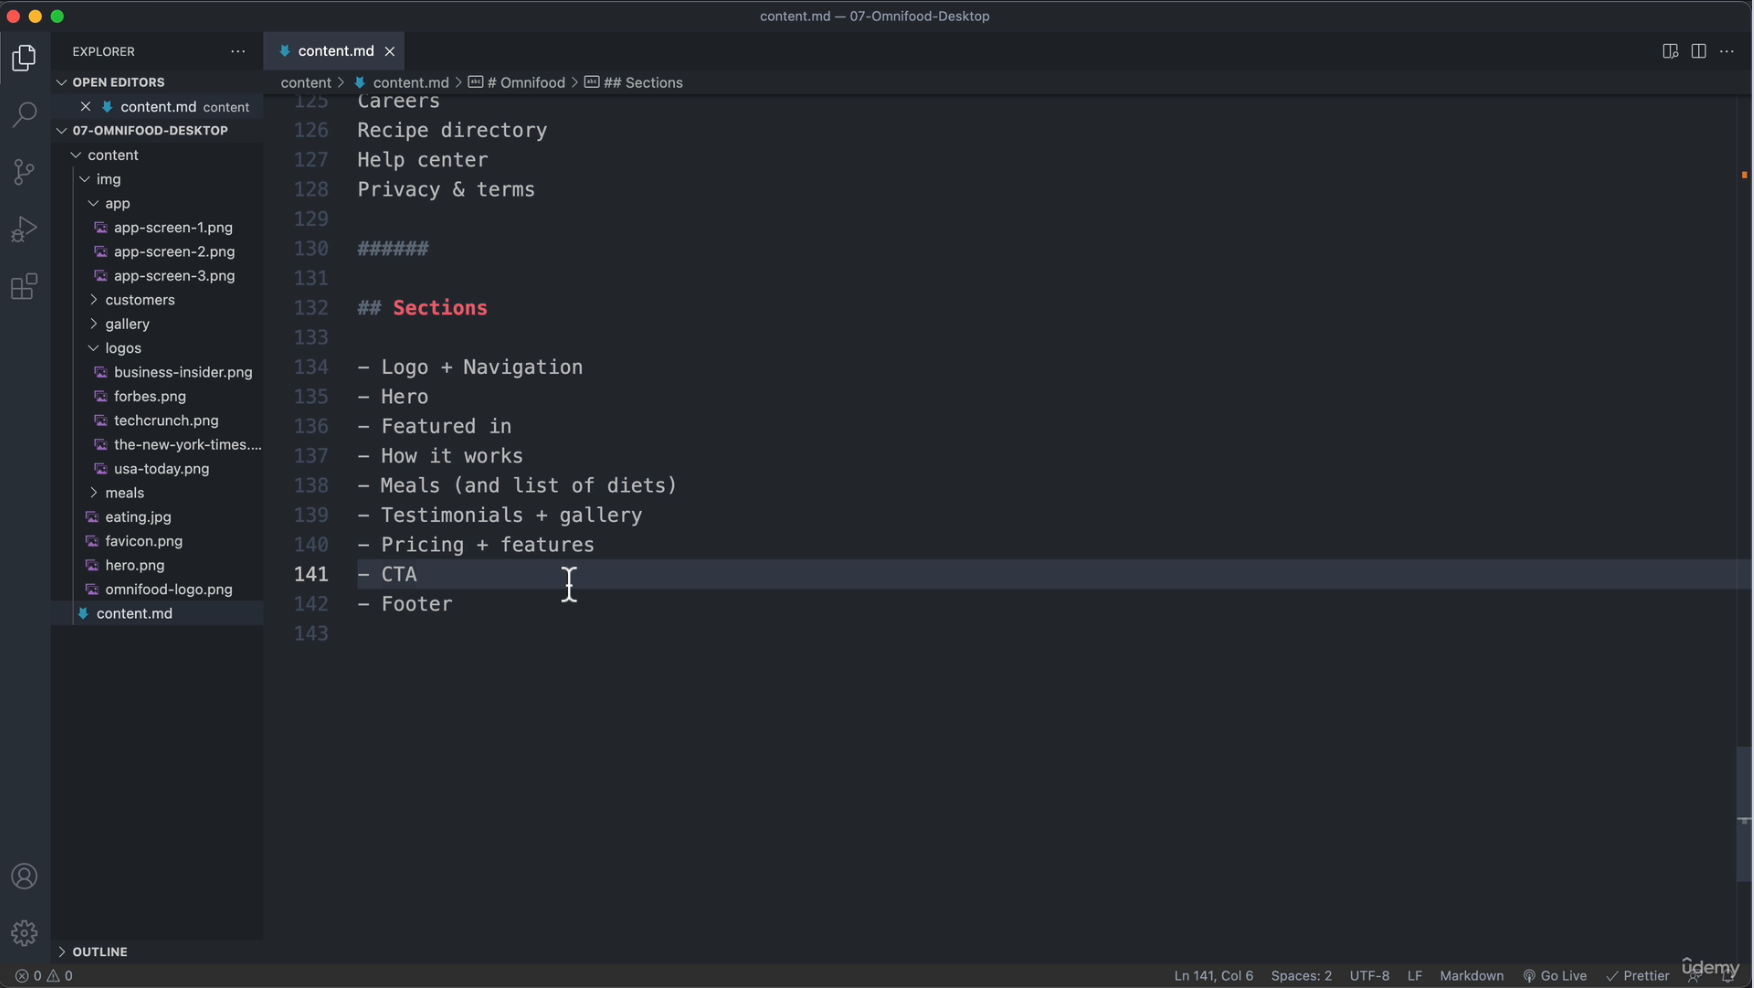 content.md — 07-Omnifood-Desktop
EXPLORER
OPEN EDITORS
content.md content
07-OMNIFOOD-DESKTOP
content
img
app
app-screen-1.png
app-screen-2.png
app-screen-3.png
customers
gallery
logos
business-insider.png
forbes.png
techcrunch.png
the-new-york-times....
usa-today.png
meals
eating.jpg
favicon.png
hero.png
omnifood-logo.png
content.md
OUTLINE
content.md
content > content.md > # Omnifood > ## Sections
125 Careers
126 Recipe directory
127 Help center
128 Privacy & terms
129
130 ######
131
132 ## Sections
133
134 - Logo + Navigation
135 - Hero
136 - Featured in
137 - How it works
138 - Meals (and list of diets)
139 - Testimonials + gallery
140 - Pricing + features
141 - CTA
142 - Footer
143
0 0
Ln 141, Col 6 Spaces: 2 UTF-8 LF Markdown Go Live Prettier
udemy